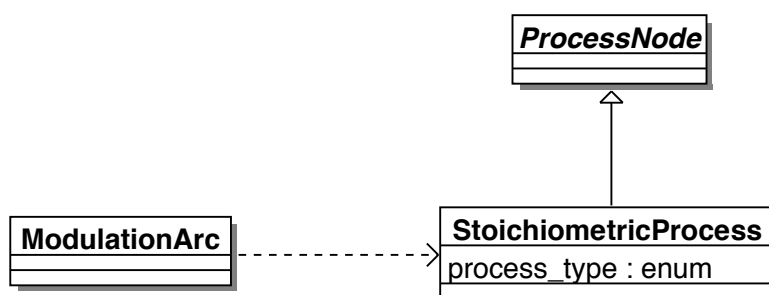 ProcessNode
ModulationArc
StoichiometricProcess
process_type : enum